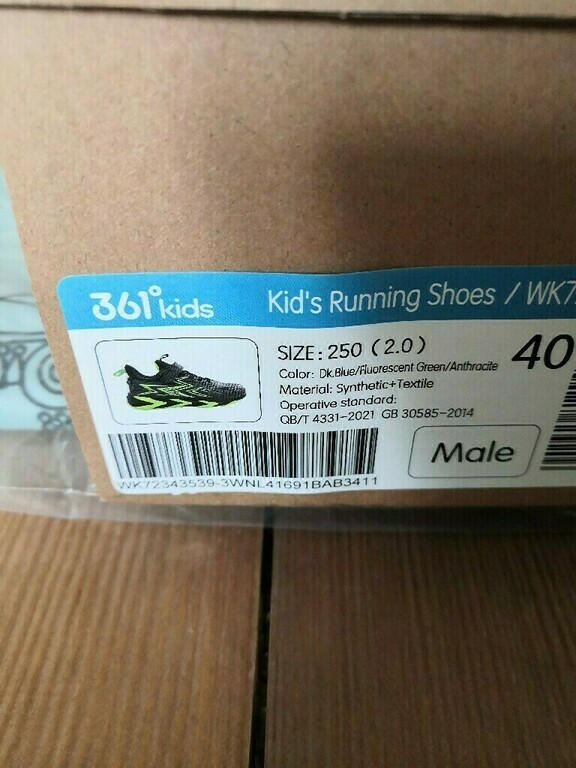 361° kids
Kid's Running Shoes / WK7
SIZE: 250 (2.0)
40
Color: Dk.Blue/Fluorescent Green/Anthracite
Material: Synthetic+Textile
Operative standard:
QB/T 4331-2021 GB 30585-2014
Male
WK72343539-3WNL41691BAB3411